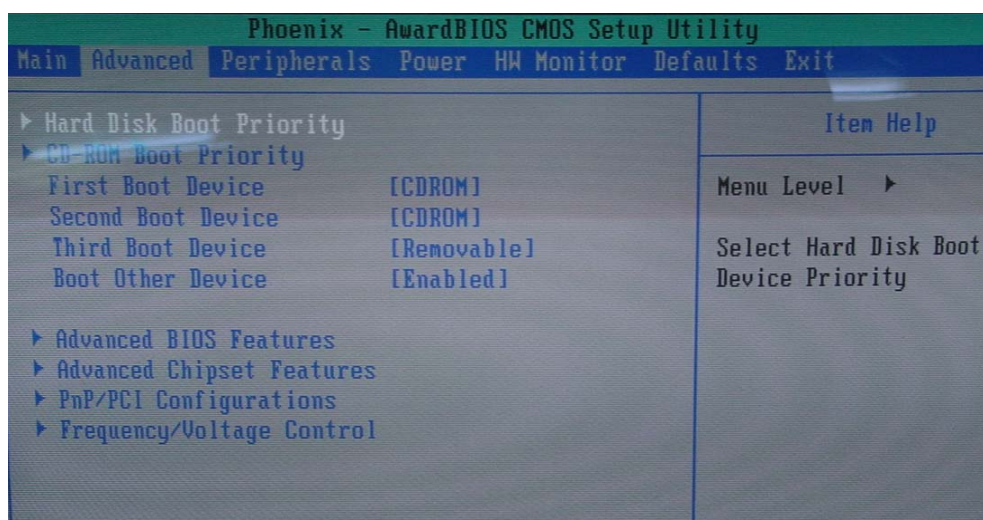 Phoenix - AwardBIOS CMOS Setup Utility
Main Advanced Peripherals Power HW Monitor Defaults Exit
Hard Disk Boot Priority
CD-ROM Boot Priority
First Boot Device [CDROM]
Second Boot Device [CDROM]
Third Boot Device [Removable]
Boot Other Device [Enabled]
Advanced BIOS Features
Advanced Chipset Features
PnP/PCI Configurations
Frequency/Voltage Control
Item Help
Menu Level
Select Hard Disk Boot
Device Priority